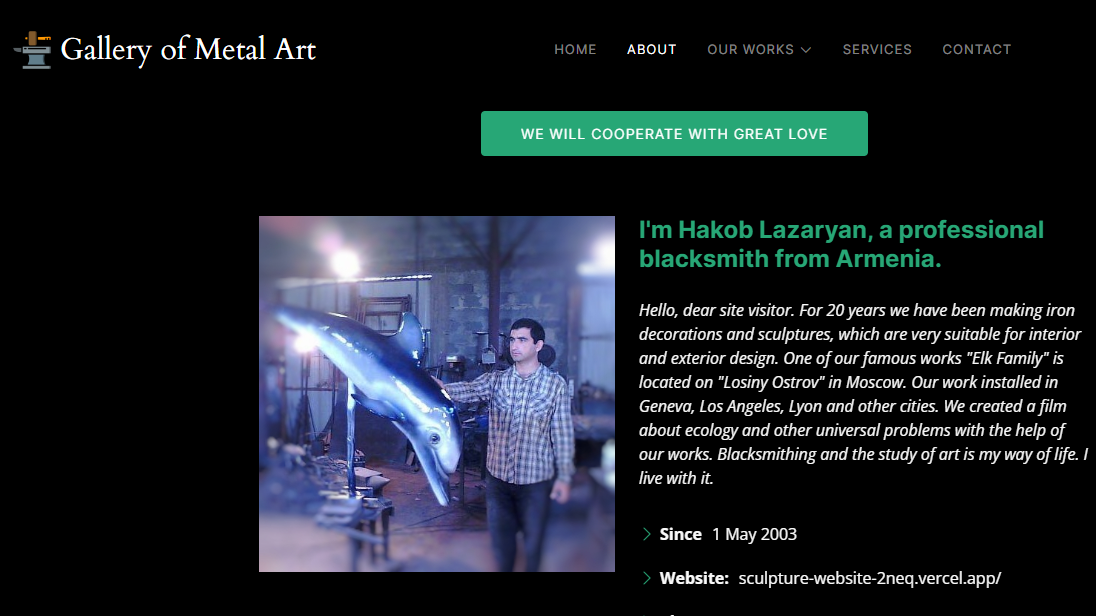 Gallery of Metal Art
HOME ABOUT OUR WORKS SERVICES CONTACT
WE WILL COOPERATE WITH GREAT LOVE
I'm Hakob Lazaryan, a professional
blacksmith from Armenia.
Hello, dear site visitor. For 20 years we have been making iron
decorations and sculptures, which are very suitable for interior
and exterior design. One of our famous works "Elk Family" is
located on "Losiny Ostrov" in Moscow. Our work installed in
Geneva, Los Angeles, Lyon and other cities. We created a film
about ecology and other universal problems with the help of
our works. Blacksmithing and the study of art is my way of life. I
live with it.
Since 1 May 2003
Website: sculpture-website-2neq.vercel.app/